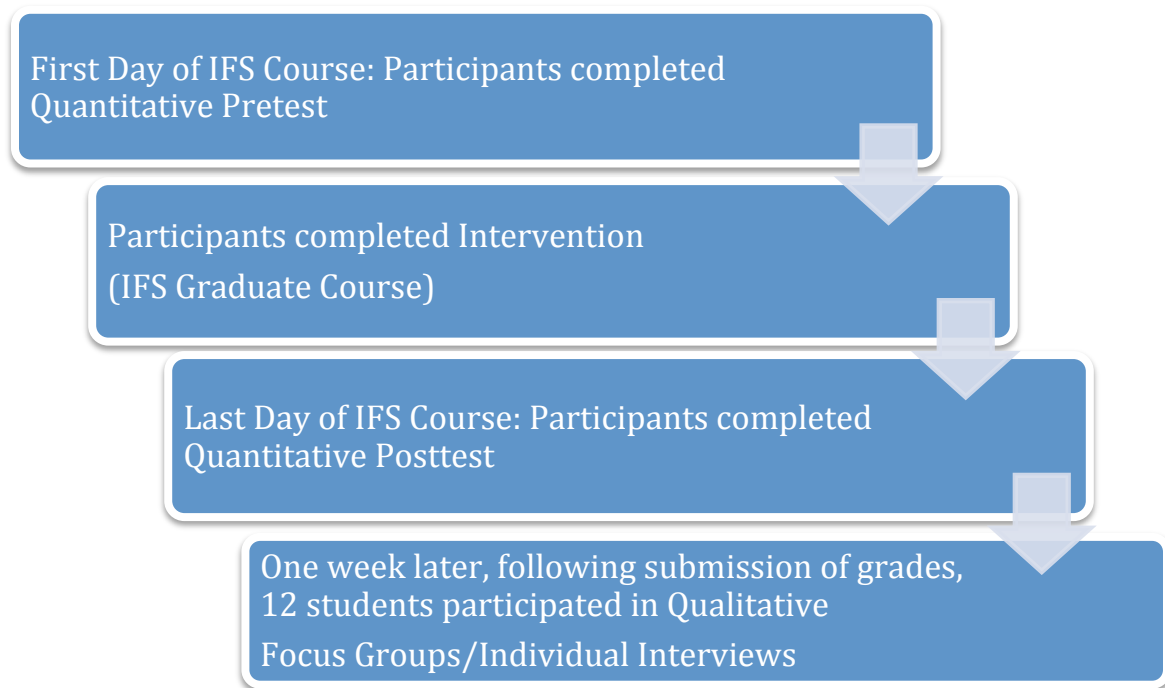 First Day of IFS Course: Participants completed
Quantitative Pretest
Participants completed Intervention
(IFS Graduate Course)
Last Day of IFS Course: Participants completed
Quantitative Posttest
One week later, following submission of grades,
12 students participated in Qualitative
Focus Groups/Individual Interviews